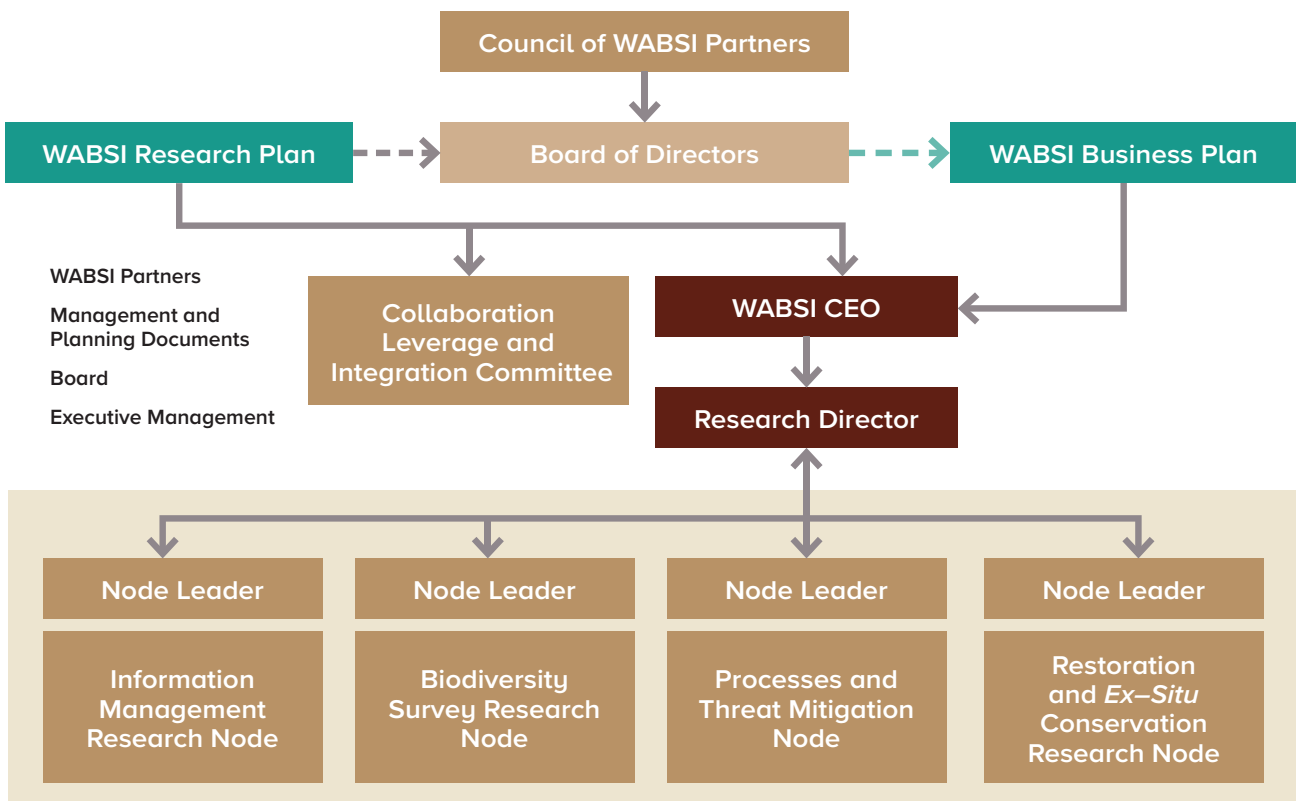 Council of WABSI Partners
WABSI Research Plan
Board of Directors
WABSI Business Plan
WABSI Partners
Management and
Planning Documents
Board
Executive Management
Collaboration
Leverage and
Integration Committee
WABSI CEO
Research Director
Node Leader
Information
Management
Research Node
Node Leader
Biodiversity
Survey Research
Node
Node Leader
Processes and
Threat Mitigation
Node
Node Leader
Restoration
and Ex–Situ
Conservation
Research Node